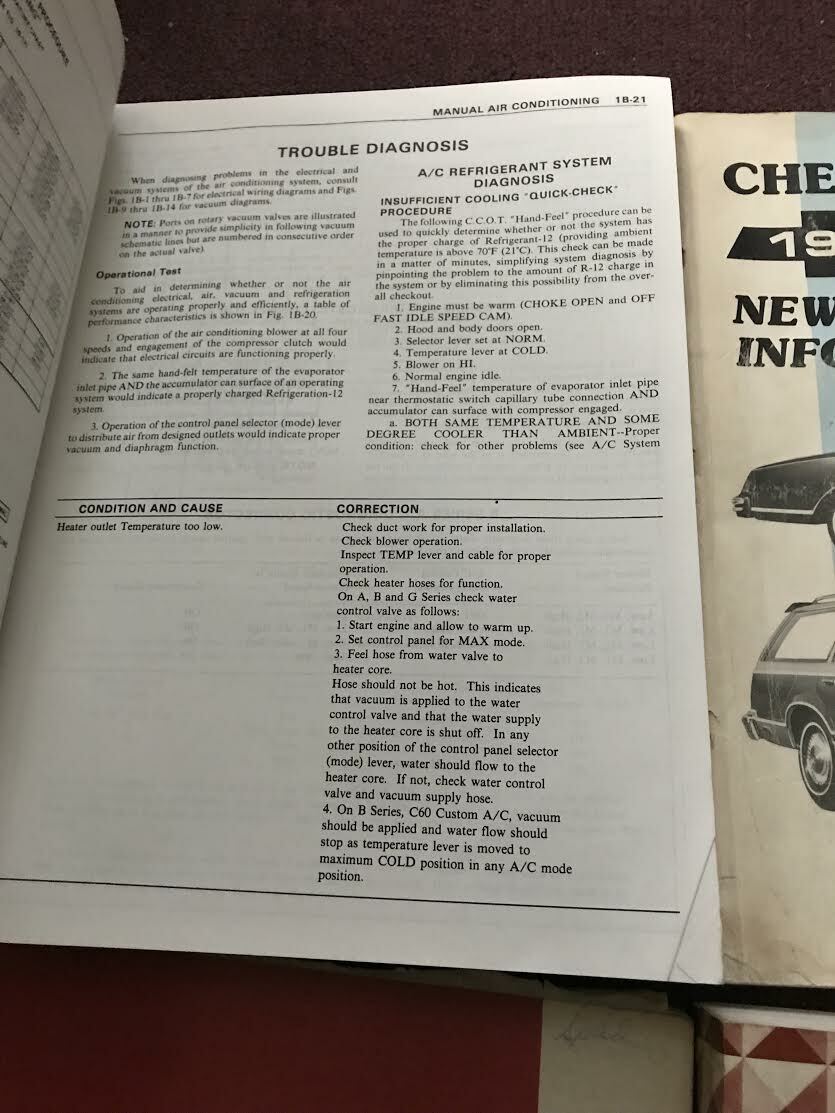 MANUAL AIR CONDITIONING 1B-21
TROUBLE DIAGNOSIS
When diagnosing problems in the electrical and
vacuum systems of the air conditioning system, consult
Figs. 1B-1 thru 1B-7 for electrical wiring diagrams and Figs.
1B-9 thru 1B-14 for vacuum diagrams.
NOTE: Ports on rotary vacuum valves are illustrated
in a manner to provide simplicity in following vacuum
schematic lines but are numbered in consecutive order
on the actual valve).
Operational Test
To aid in determining whether or not the air
conditioning electrical, air, vacuum and refrigeration
systems are operating properly and efficiently, a table of
performance characteristics is shown in Fig. 1B-20.
1. Operation of the air conditioning blower at all four
speeds and engagement of the compressor clutch would
indicate that electrical circuits are functioning properly.
2. The same hand-felt temperature of the evaporator
inlet pipe AND the accumulator can surface of an operating
system would indicate a properly charged Refrigeration-12
system.
3. Operation of the control panel selector (mode) lever
to distribute air from designed outlets would indicate proper
vacuum and diaphragm function.
A/C REFRIGERANT SYSTEM
DIAGNOSIS
INSUFFICIENT COOLING "QUICK-CHECK"
PROCEDURE
The following C.C.O.T. "Hand-Feel" procedure can be
used to quickly determine whether or not the system has
the proper charge of Refrigerant-12 (providing ambient
temperature is above 70°F (21°C). This check can be made
in a matter of minutes, simplifying system diagnosis by
pinpointing the problem to the amount of R-12 charge in
the system or by eliminating this possibility from the over-
all checkout.
1. Engine must be warm (CHOKE OPEN and OFF
FAST IDLE SPEED CAM).
2. Hood and body doors open.
3. Selector lever set at NORM.
4. Temperature lever at COLD.
5. Blower on HI.
6. Normal engine idle.
7. "Hand-Feel" temperature of evaporator inlet pipe
near thermostatic switch capillary tube connection AND
accumulator can surface with compressor engaged.
a. BOTH SAME TEMPERATURE AND SOME
DEGREE COOLER THAN AMBIENT--Proper
condition: check for other problems (see A/C System
CONDITION AND CAUSE
CORRECTION
Heater outlet Temperature too low.
Check duct work for proper installation.
Check blower operation.
Inspect TEMP lever and cable for proper
operation.
Check heater hoses for function.
On A, B and G Series check water
control valve as follows:
1. Start engine and allow to warm up.
2. Set control panel for MAX mode.
3. Feel hose from water valve to
heater core.
Hose should not be hot. This indicates
that vacuum is applied to the water
control valve and that the water supply
to the heater core is shut off. In any
other position of the control panel selector
(mode) lever, water should flow to the
heater core. If not, check water control
valve and vacuum supply hose.
4. On B Series, C60 Custom A/C, vacuum
should be applied and water flow should
stop as temperature lever is moved to
maximum COLD position in any A/C mode
position.
CHE
19
NEW
INFO